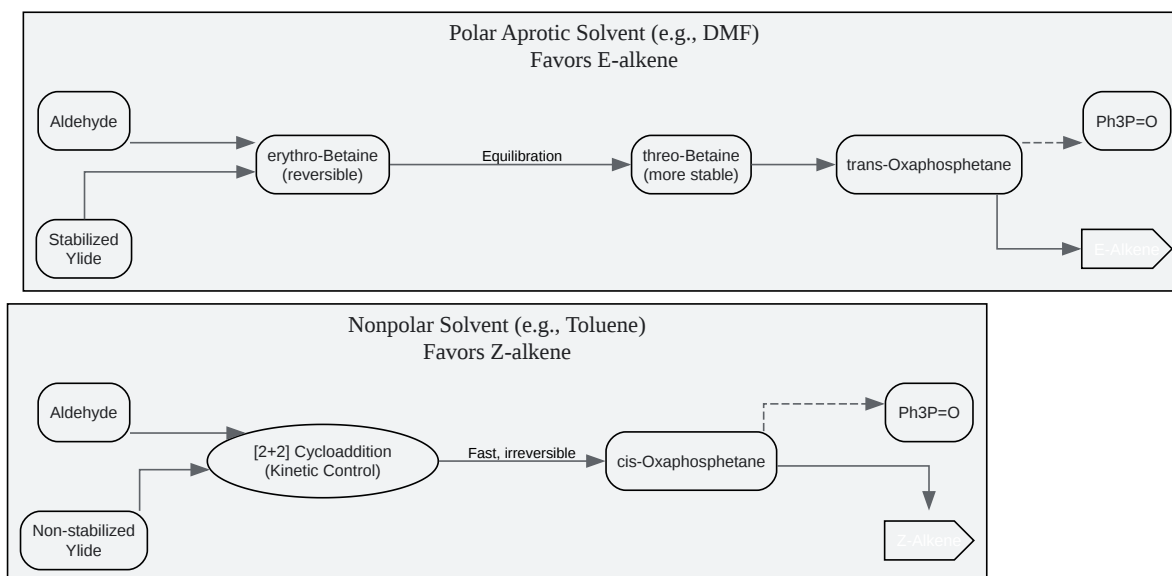 Polar Aprotic Solvent (e.g., DMF)
Favors E-alkene
Aldehyde
Ph3P=O
erythro-Betaine
(reversible)
Equilibration
threo-Betaine
(more stable)
trans-Oxaphosphetane
Stabilized
Ylide
E-Alkene
Nonpolar Solvent (e.g., Toluene)
Favors Z-alkene
Aldehyde
Ph3P=O
[2+2] Cycloaddition
(Kinetic Control)
Fast, irreversible
cis-Oxaphosphetane
Non-stabilized
Ylide
Z-Alkene